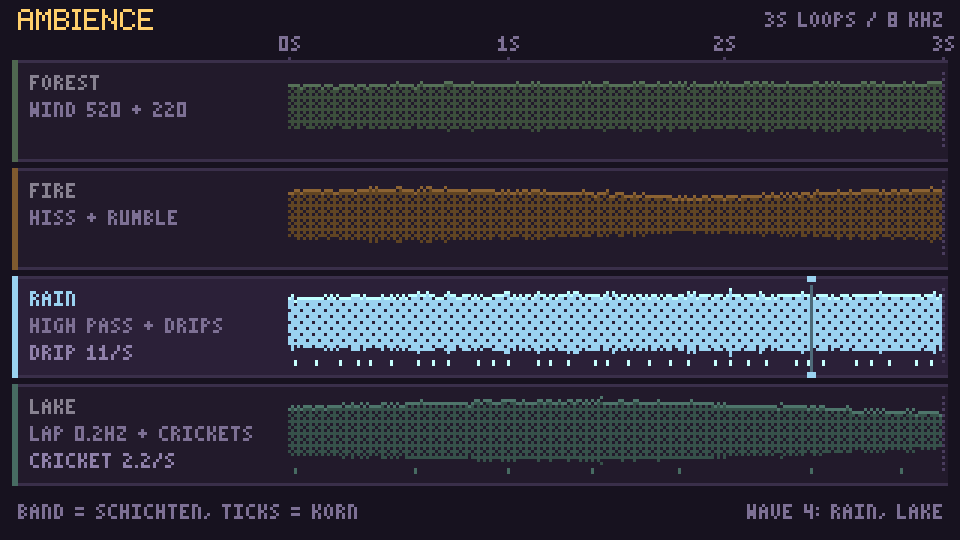 AMBIENCE
3S LOOPS / 8 KHZ
0S 1S 2S 3S
FOREST
WIND 520 + 220
FIRE
HISS + RUMBLE
RAIN
HIGH PASS + DRIPS
DRIP 11/S
LAKE
LAP 0.2HZ + CRICKETS
CRICKET 2.2/S
BAND = SCHICHTEN, TICKS = KORN
WAVE 4: RAIN, LAKE